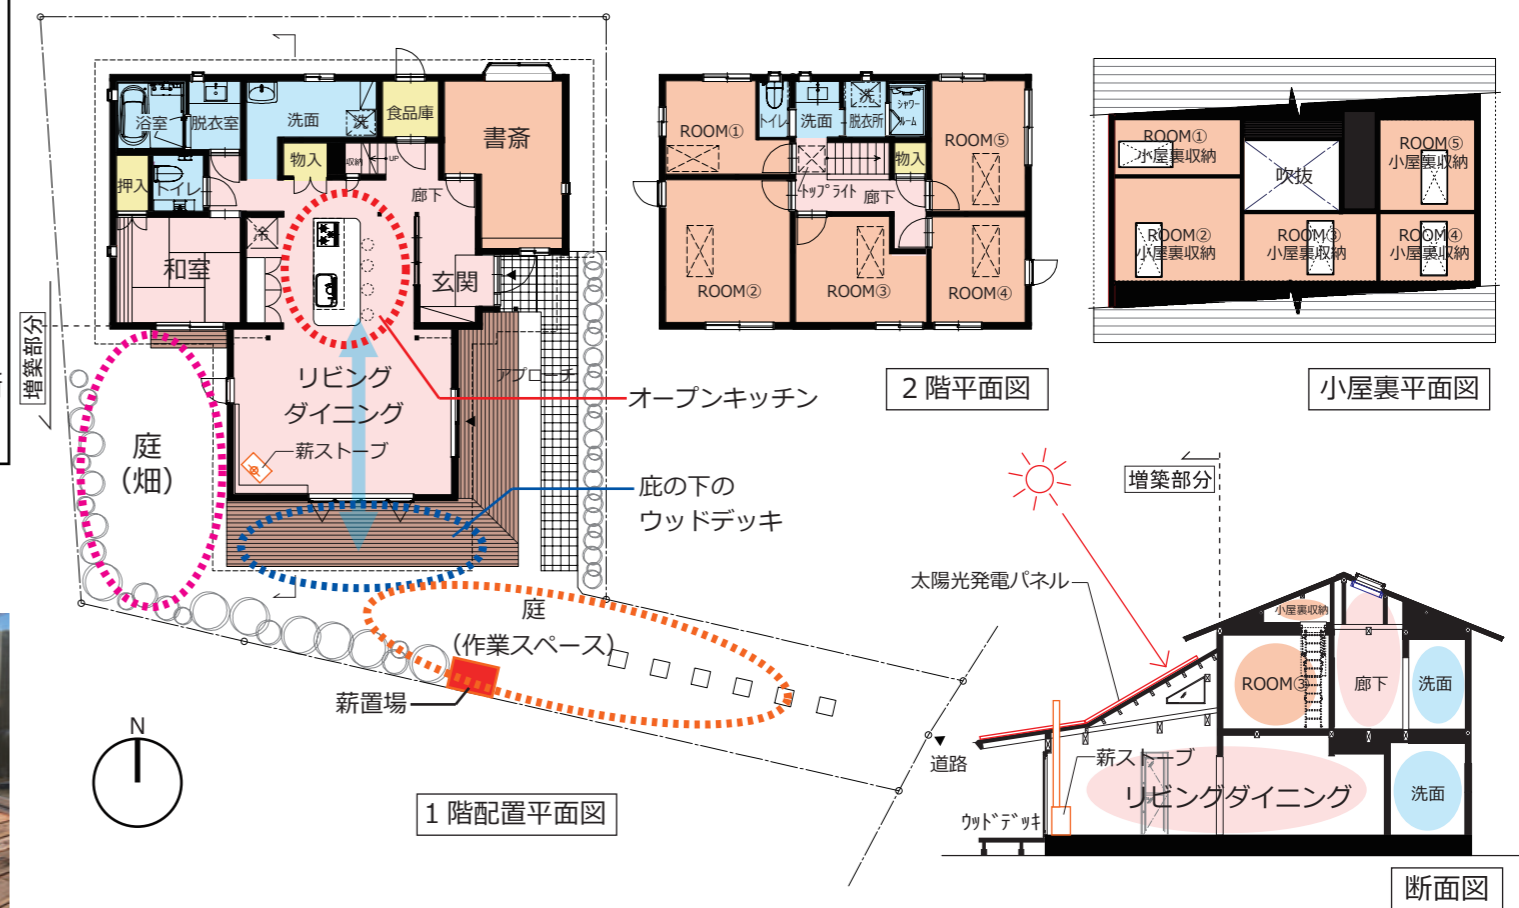 浴室
脱衣室
洗面
洗
食品庫
書斎
押入
トイレ
物入
収納
UP
廊下
冷
和室
玄関
増築部分
リビング
ダイニング
アプローチ
薪ストーブ
オープンキッチン
庇の下の
ウッドデッキ
庭
(畑)
庭
(作業スペース)
薪置場
道路
N
1階配置平面図
ROOM①
トイレ
洗面
洗
脱衣所
シャワー
ルーム
ROOM⑤
物入
トップライト
廊下
ROOM②
ROOM③
ROOM④
2階平面図
ROOM①
小屋裏収納
吹抜
ROOM⑤
小屋裏収納
ROOM②
小屋裏収納
ROOM③
小屋裏収納
ROOM④
小屋裏収納
小屋裏平面図
増築部分
太陽光発電パネル
小屋裏収納
ROOM③
廊下
洗面
薪ストーブ
リビングダイニング
洗面
ウッドデッキ
断面図